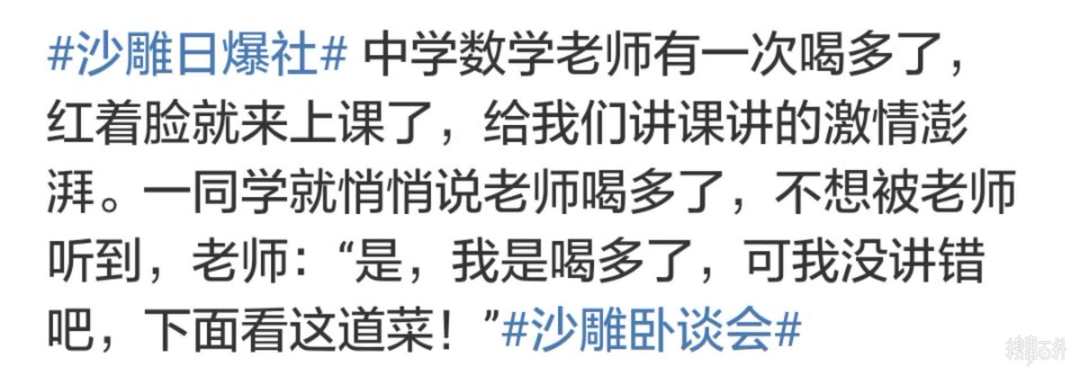 #沙雕日爆社# 中学数学老师有一次喝多了，
红着脸就来上课了，给我们讲课讲的激情澎
湃。一同学就悄悄说老师喝多了，不想被老师
听到，老师：“是，我是喝多了，可我没讲错
吧，下面看这道菜！”#沙雕卧谈会#